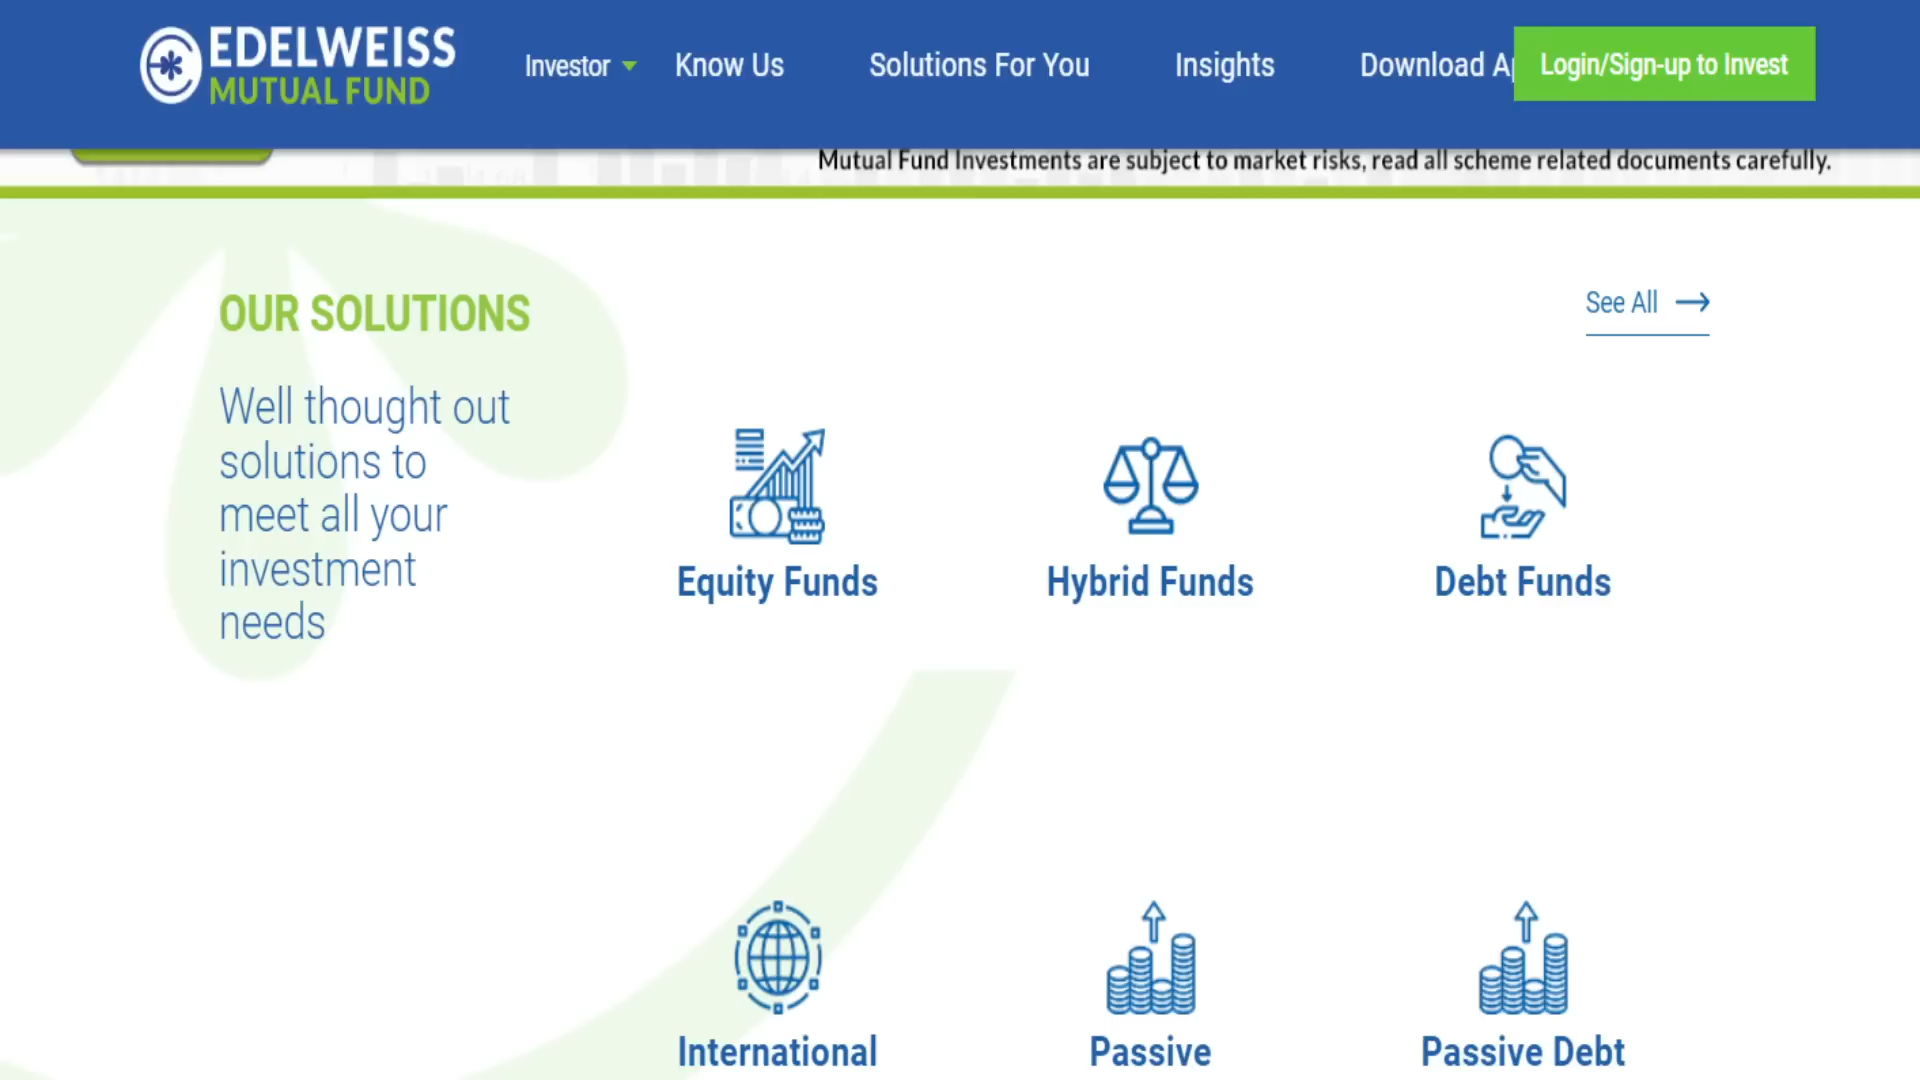 EDELWEISS
MUTUAL FUND
Investor
Know Us
Solutions For You
Insights
Download Ap
Login/Sign-up to Invest
Mutual Fund Investments are subject to market risks, read all scheme related documents carefully.
OUR SOLUTIONS
See All
Well thought out
solutions to
meet all your
investment
needs
Equity Funds
Hybrid Funds
Debt Funds
International
Passive
Passive Debt